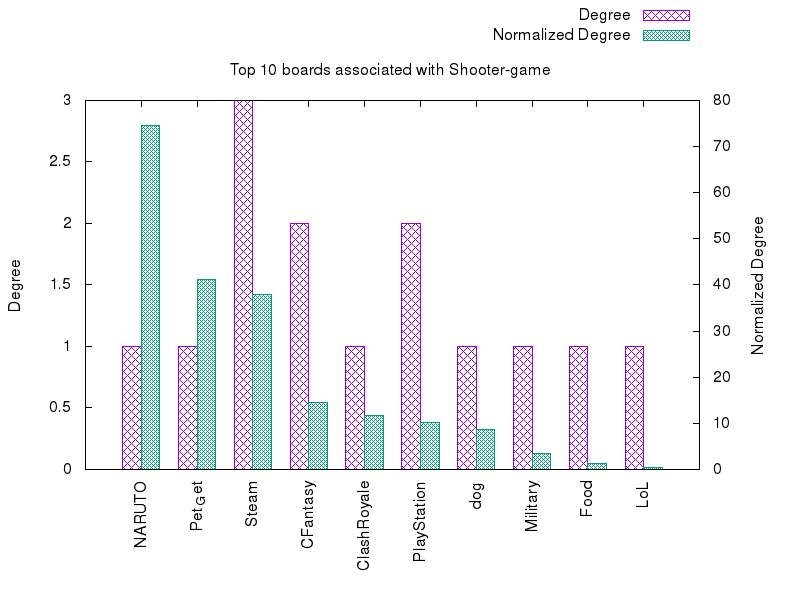 Degree
Normalized Degree
Top 10 boards associated with Shooter-game
3
2.5
2
1.5
1
0.5
0
80
70
60
50
40
30
20
10
0
Degree
Normalized Degree
NARUTO
PetGet
Steam
CFantasy
ClashRoyale
PlayStation
dog
Military
Food
LoL